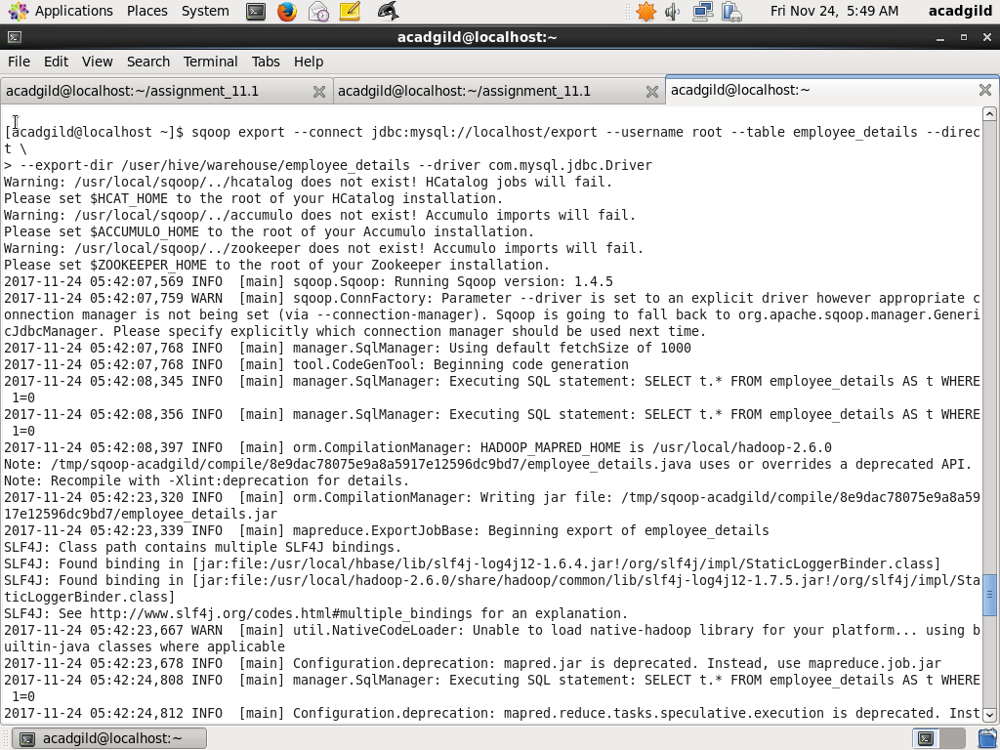 Applications Places System Fri Nov 24, 5:49 AM acadgild
acadgild@localhost:~
File Edit View Search Terminal Tabs Help
acadgild@localhost:~/assignment_11.1 acadgild@localhost:~/assignment_11.1 acadgild@localhost:~
[acadgild@localhost ~]$ sqoop export --connect jdbc:mysql://localhost/export --username root --table employee_details --direc
t \
> --export-dir /user/hive/warehouse/employee_details --driver com.mysql.jdbc.Driver
Warning: /usr/local/sqoop/../hcatalog does not exist! HCatalog jobs will fail.
Please set $HCAT_HOME to the root of your HCatalog installation.
Warning: /usr/local/sqoop/../accumulo does not exist! Accumulo imports will fail.
Please set $ACCUMULO_HOME to the root of your Accumulo installation.
Warning: /usr/local/sqoop/../zookeeper does not exist! Accumulo imports will fail.
Please set $ZOOKEEPER_HOME to the root of your Zookeeper installation.
2017-11-24 05:42:07,569 INFO  [main] sqoop.Sqoop: Running Sqoop version: 1.4.5
2017-11-24 05:42:07,759 WARN  [main] sqoop.ConnFactory: Parameter --driver is set to an explicit driver however appropriate c
onnection manager is not being set (via --connection-manager). Sqoop is going to fall back to org.apache.sqoop.manager.Generi
cJdbcManager. Please specify explicitly which connection manager should be used next time.
2017-11-24 05:42:07,768 INFO  [main] manager.SqlManager: Using default fetchSize of 1000
2017-11-24 05:42:07,768 INFO  [main] tool.CodeGenTool: Beginning code generation
2017-11-24 05:42:08,345 INFO  [main] manager.SqlManager: Executing SQL statement: SELECT t.* FROM employee_details AS t WHERE
1=0
2017-11-24 05:42:08,356 INFO  [main] manager.SqlManager: Executing SQL statement: SELECT t.* FROM employee_details AS t WHERE
1=0
2017-11-24 05:42:08,397 INFO  [main] orm.CompilationManager: HADOOP_MAPRED_HOME is /usr/local/hadoop-2.6.0
Note: /tmp/sqoop-acadgild/compile/8e9dac78075e9a8a5917e12596dc9bd7/employee_details.java uses or overrides a deprecated API.
Note: Recompile with -Xlint:deprecation for details.
2017-11-24 05:42:23,320 INFO  [main] orm.CompilationManager: Writing jar file: /tmp/sqoop-acadgild/compile/8e9dac78075e9a8a59
17e12596dc9bd7/employee_details.jar
2017-11-24 05:42:23,339 INFO  [main] mapreduce.ExportJobBase: Beginning export of employee_details
SLF4J: Class path contains multiple SLF4J bindings.
SLF4J: Found binding in [jar:file:/usr/local/hbase/lib/slf4j-log4j12-1.6.4.jar!/org/slf4j/impl/StaticLoggerBinder.class]
SLF4J: Found binding in [jar:file:/usr/local/hadoop-2.6.0/share/hadoop/common/lib/slf4j-log4j12-1.7.5.jar!/org/slf4j/impl/Sta
ticLoggerBinder.class]
SLF4J: See http://www.slf4j.org/codes.html#multiple_bindings for an explanation.
2017-11-24 05:42:23,667 WARN  [main] util.NativeCodeLoader: Unable to load native-hadoop library for your platform... using b
uiltin-java classes where applicable
2017-11-24 05:42:23,678 INFO  [main] Configuration.deprecation: mapred.jar is deprecated. Instead, use mapreduce.job.jar
2017-11-24 05:42:24,808 INFO  [main] manager.SqlManager: Executing SQL statement: SELECT t.* FROM employee_details AS t WHERE
1=0
2017-11-24 05:42:24,812 INFO  [main] Configuration.deprecation: mapred.reduce.tasks.speculative.execution is deprecated. Inst
acadgild@localhost:~